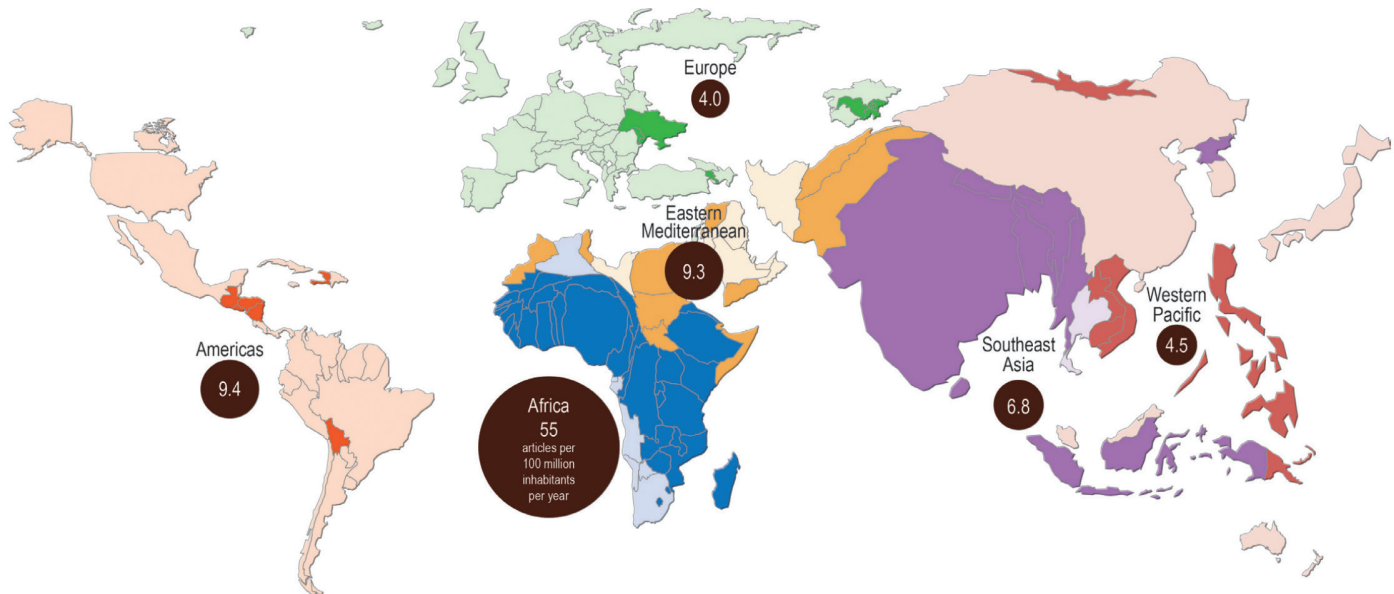 Europe
4.0
Eastern
Mediterranean
9.3
Americas
9.4
Africa
55
articles per
100 million
inhabitants
per year
Southeast
Asia
6.8
Western
Pacific
4.5